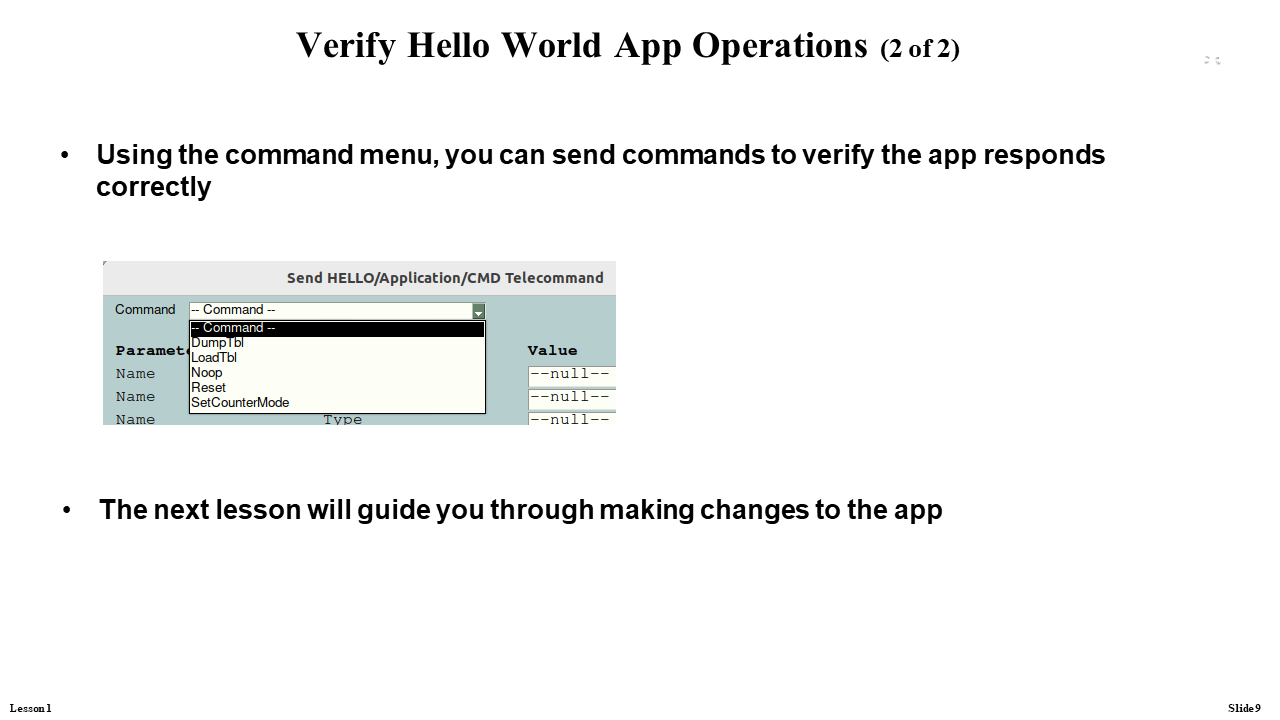 Verify Hello World App Operations (2 of 2)
• Using the command menu, you can send commands to verify the app responds
correctly
Send HELLO/Application/CMD Telecommand
Command -- Command --
-- Command --
DumpTbl
LoadTbl
Noop
Reset
SetCounterMode
Value
Name --null--
Name --null--
Name Type --null--
• The next lesson will guide you through making changes to the app
Lesson 1 Slide 9